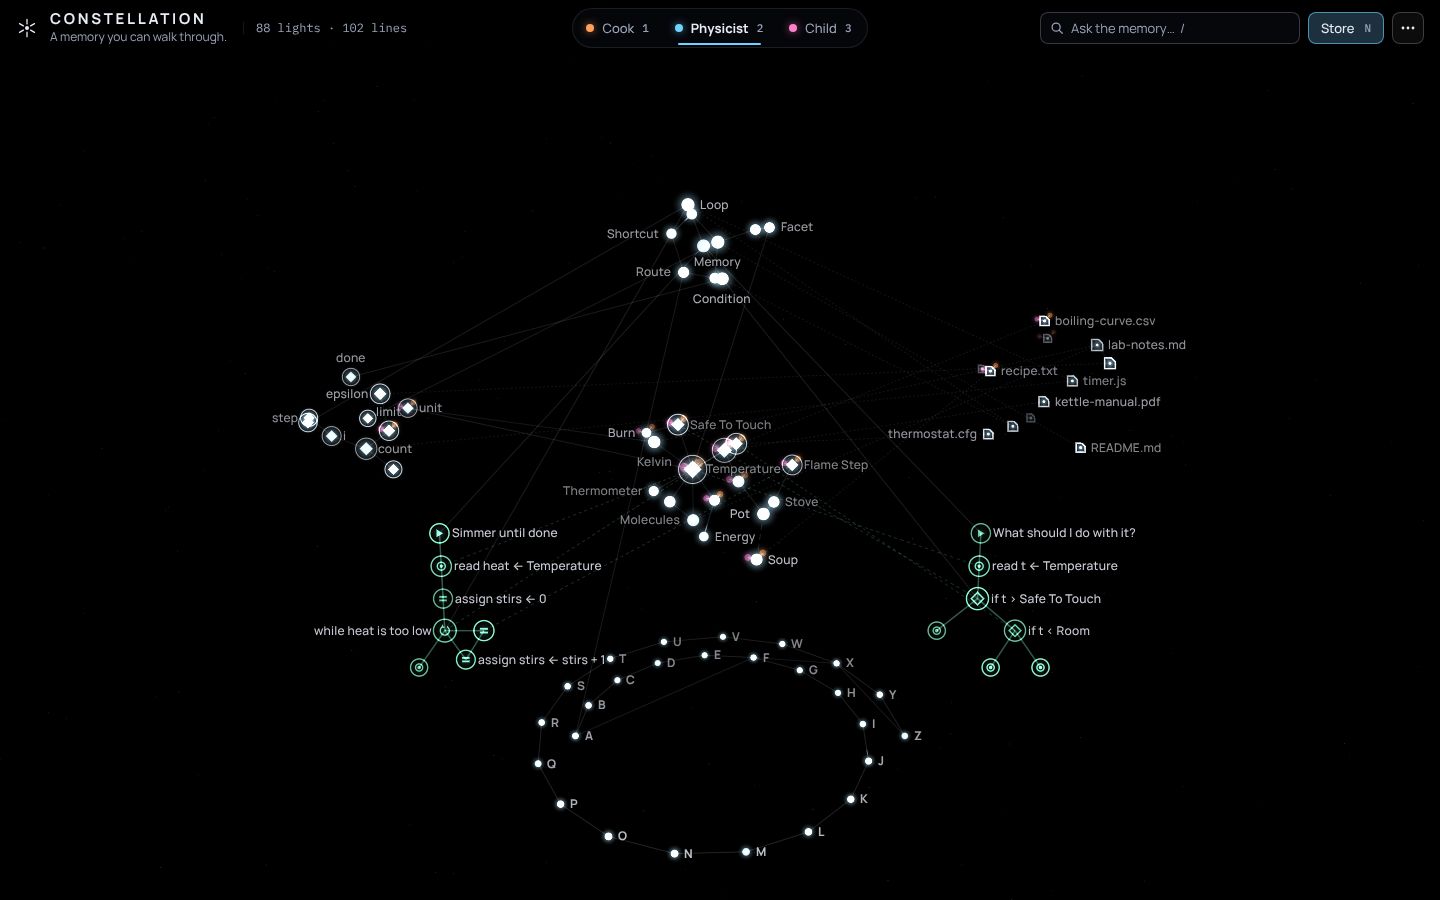 CONSTELLATION
A memory you can walk through.
88 lights · 102 lines
Cook 1
Physicist 2
Child 3
Ask the memory… /
Store N
Loop
Shortcut
Facet
Memory
Route
Condition
boiling-curve.csv
lab-notes.md
done
recipe.txt
timer.js
epsilon
kettle-manual.pdf
limit
unit
step
Safe To Touch
Burn
thermostat.cfg
i
count
README.md
Kelvin
Temperature
Flame Step
Thermometer
Stove
Molecules
Pot
Energy
Simmer until done
What should I do with it?
Soup
read heat ← Temperature
read t ← Temperature
assign stirs ← 0
if t > Safe To Touch
while heat is too low
if t < Room
assign stirs ← stirs + 1
T
U
V
W
X
Y
Z
S
R
Q
P
O
N
M
L
K
J
I
H
G
F
E
D
C
B
A